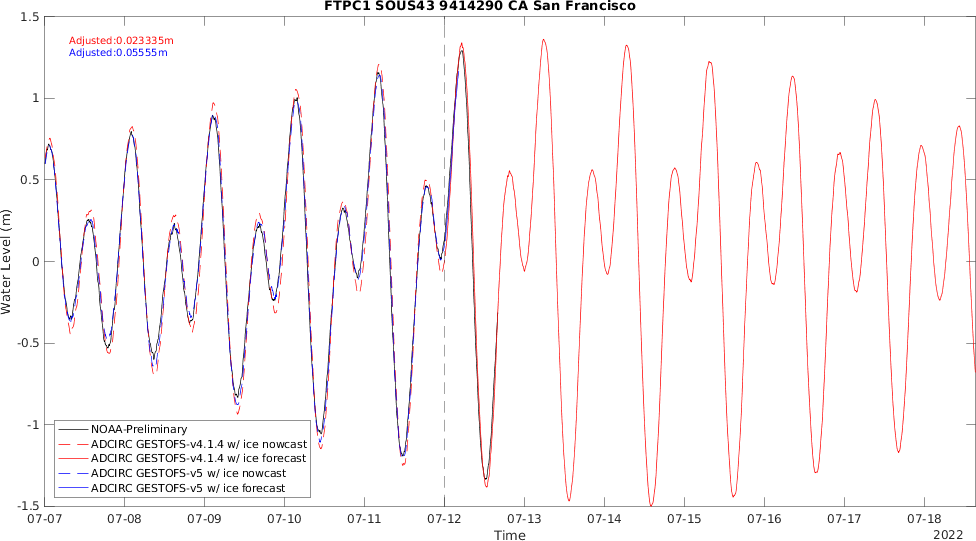 FTPC1 SOUS43 9414290 CA San Francisco
1.5
Adjusted:0.023335m
Adjusted:0.05555m
1
0.5
0
-0.5
-1
-1.5
Water Level (m)
NOAA-Preliminary
ADCIRC GESTOFS-v4.1.4 w/ ice nowcast
ADCIRC GESTOFS-v4.1.4 w/ ice forecast
ADCIRC GESTOFS-v5 w/ ice nowcast
ADCIRC GESTOFS-v5 w/ ice forecast
07-07 07-08 07-09 07-10 07-11 07-12 07-13 07-14 07-15 07-16 07-17 07-18
Time
2022